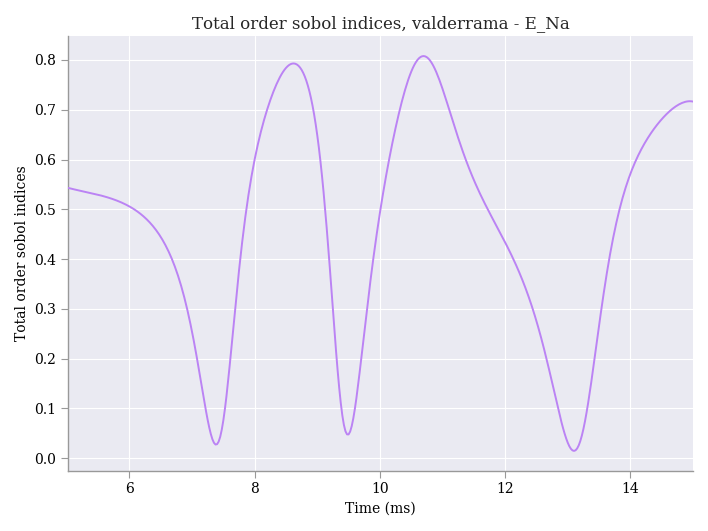 Total order sobol indices, valderrama - E_Na
Total order sobol indices
0.8
0.7
0.6
0.5
0.4
0.3
0.2
0.1
0.0
6 8 10 12 14
Time (ms)